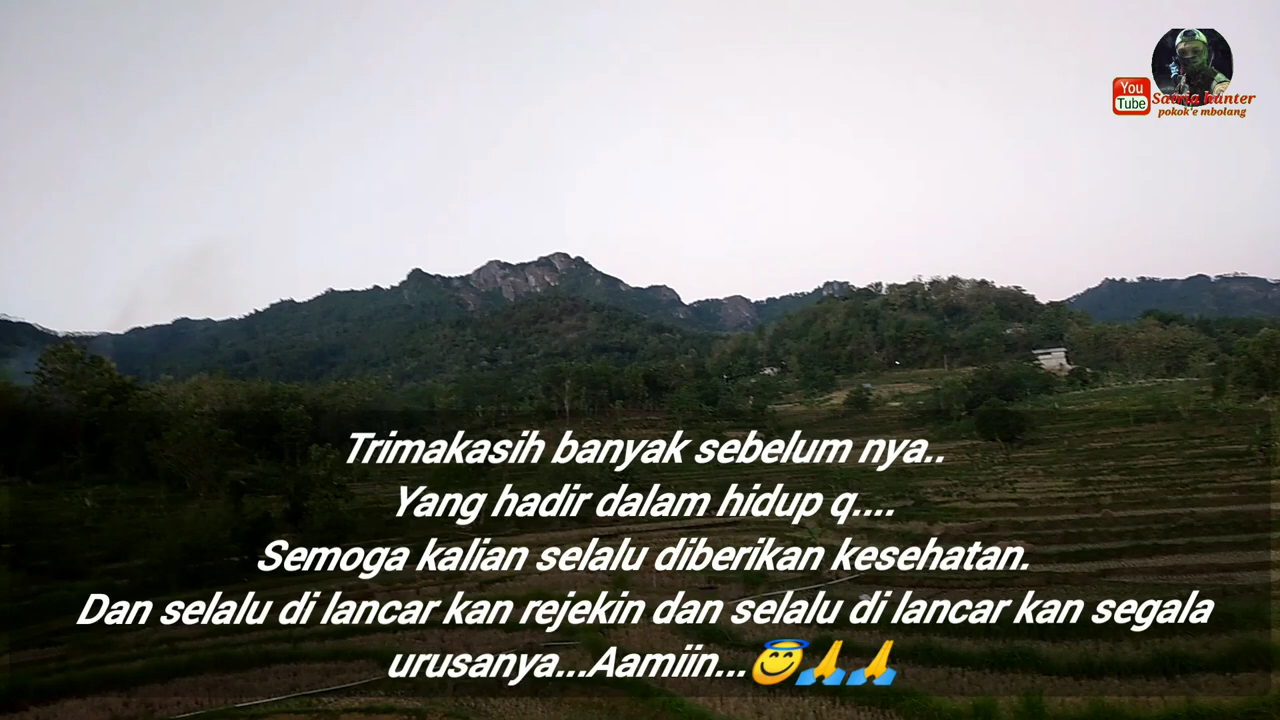 You
Tube
Satria hunter
pokok'e mbolang
Trimakasih banyak sebelum nya..
Yang hadir dalam hidup q....
Semoga kalian selalu diberikan kesehatan.
Dan selalu di lancar kan rejekin dan selalu di lancar kan segala
urusanya...Aamiin...😇🙏🙏